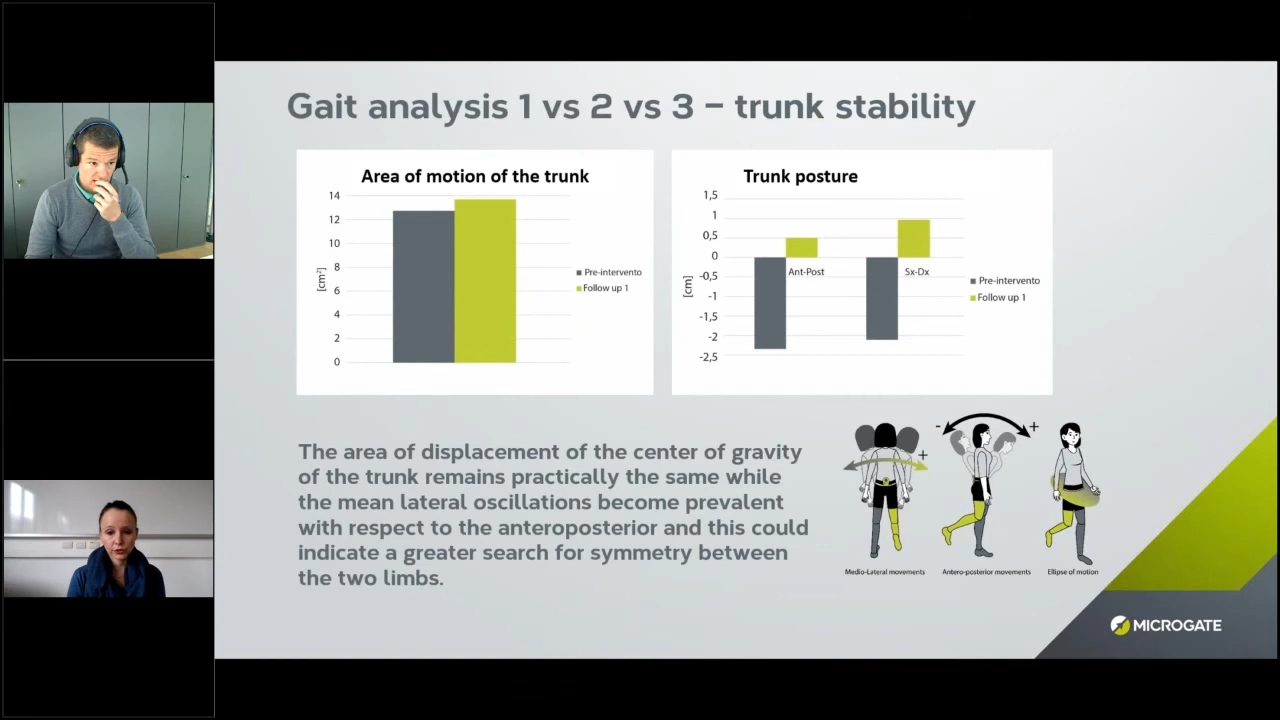 Gait analysis 1 vs 2 vs 3 – trunk stability
Area of motion of the trunk
14
12
10
8
6
4
2
0
[cm²]
Pre-intervento
Follow up 1
Trunk posture
1,5
1
0,5
0
-0,5
-1
-1,5
-2
-2,5
[cm]
Ant-Post
Sx-Dx
Pre-intervento
Follow up 1
The area of displacement of the center of gravity
of the trunk remains practically the same while
the mean lateral oscillations become prevalent
with respect to the anteroposterior and this could
indicate a greater search for symmetry between
the two limbs.
+
- +
Medio-Lateral movements
Antero-posterior movements
Ellipse of motion
MICROGATE